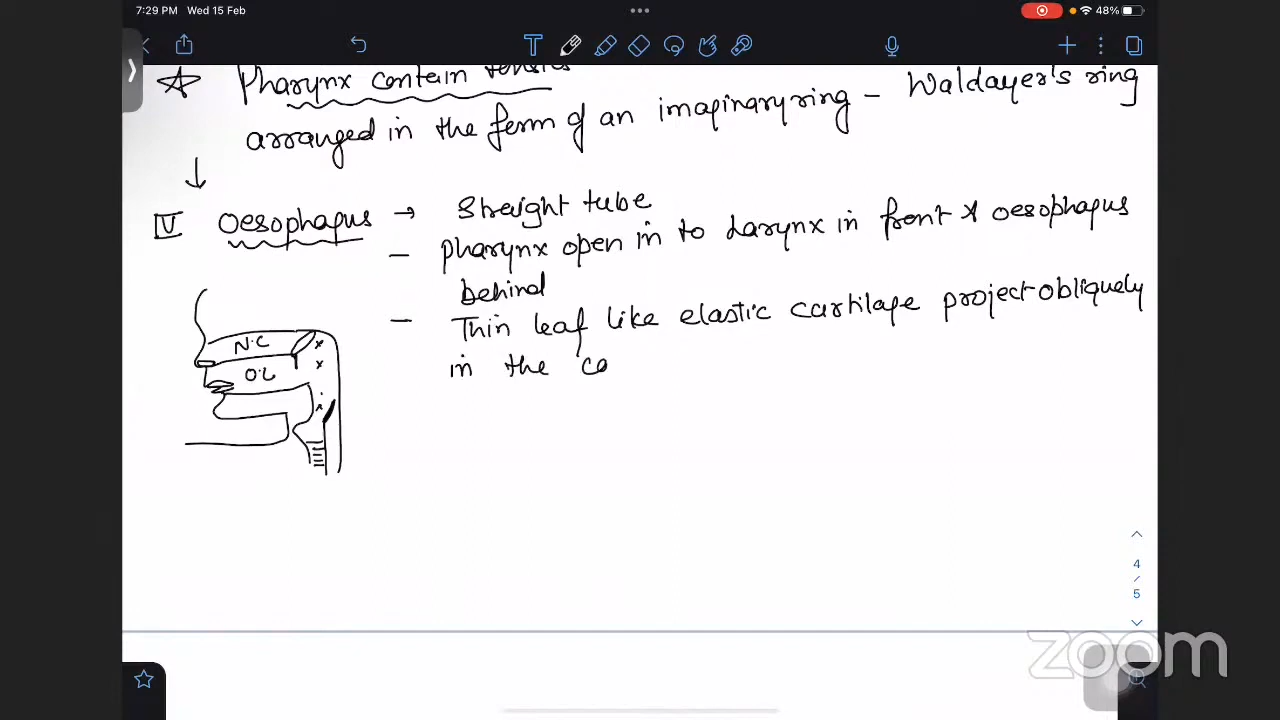 7:29 PM Wed 15 Feb
48%
Pharynx contain tonsils
arranged in the form of an imaginary ring - Waldayer's ring
IV Oesophagus → Straight tube
- Pharynx open in to Larynx in front & oesophagus
behind
- Thin leaf like elastic cartilage project obliquely
in the co
N.C
O.C
4
/
5
zoom